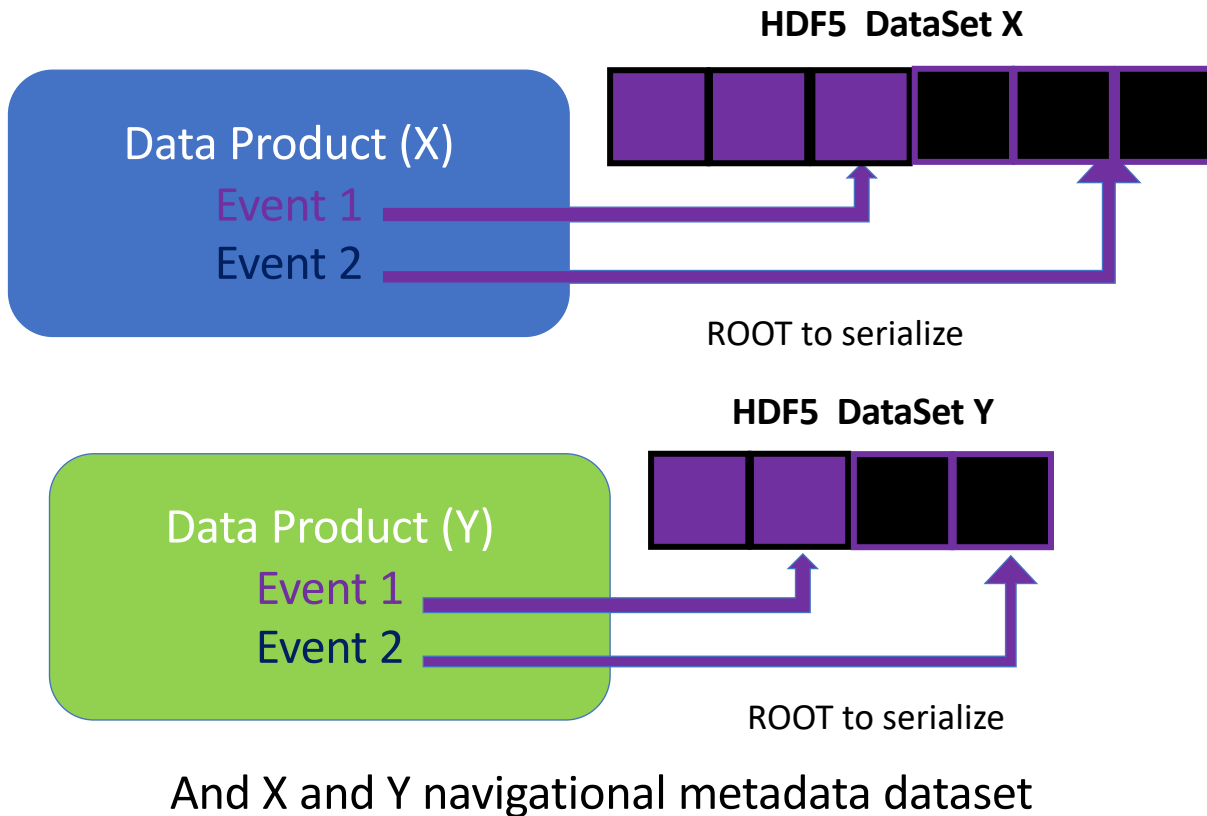 HDF5 DataSet X
Data Product (X)
Event 1
Event 2
ROOT to serialize
HDF5 DataSet Y
Data Product (Y)
Event 1
Event 2
ROOT to serialize
And X and Y navigational metadata dataset